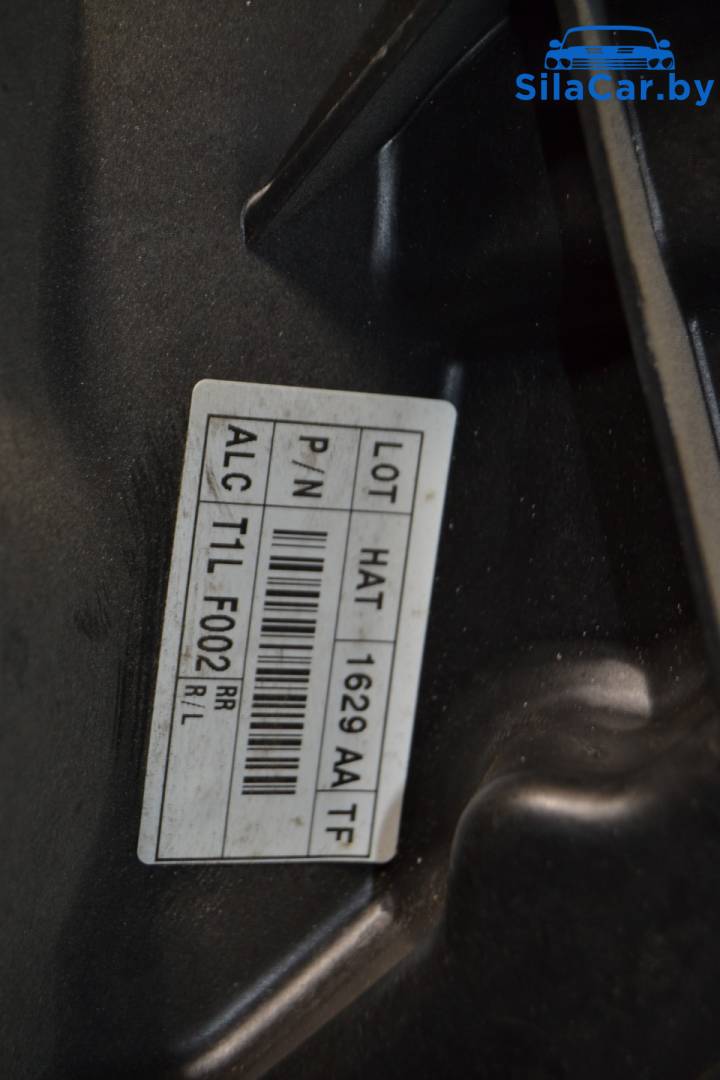 SilaCar.by
LOT HAT 1629 AA TF
P/N
ALC T1L F002 RR
R/L